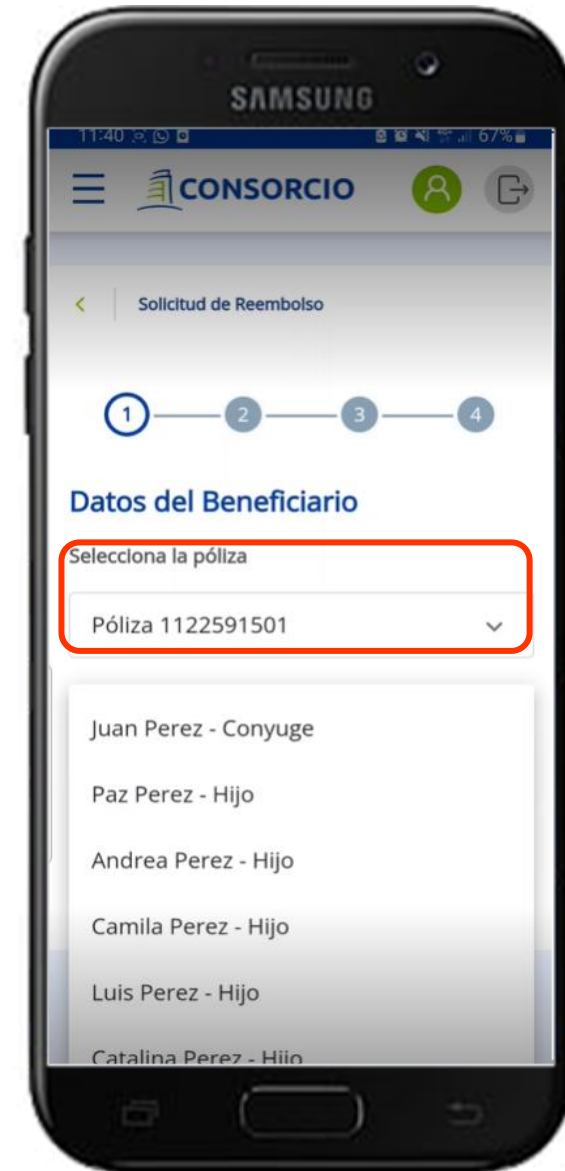 SAMSUNG
11:40 67%
CONSORCIO
Solicitud de Reembolso
1 2 3 4
Datos del Beneficiario
Selecciona la póliza
Póliza 1122591501
Juan Perez - Conyuge
Paz Perez - Hijo
Andrea Perez - Hijo
Camila Perez - Hijo
Luis Perez - Hijo
Catalina Perez - Hijo